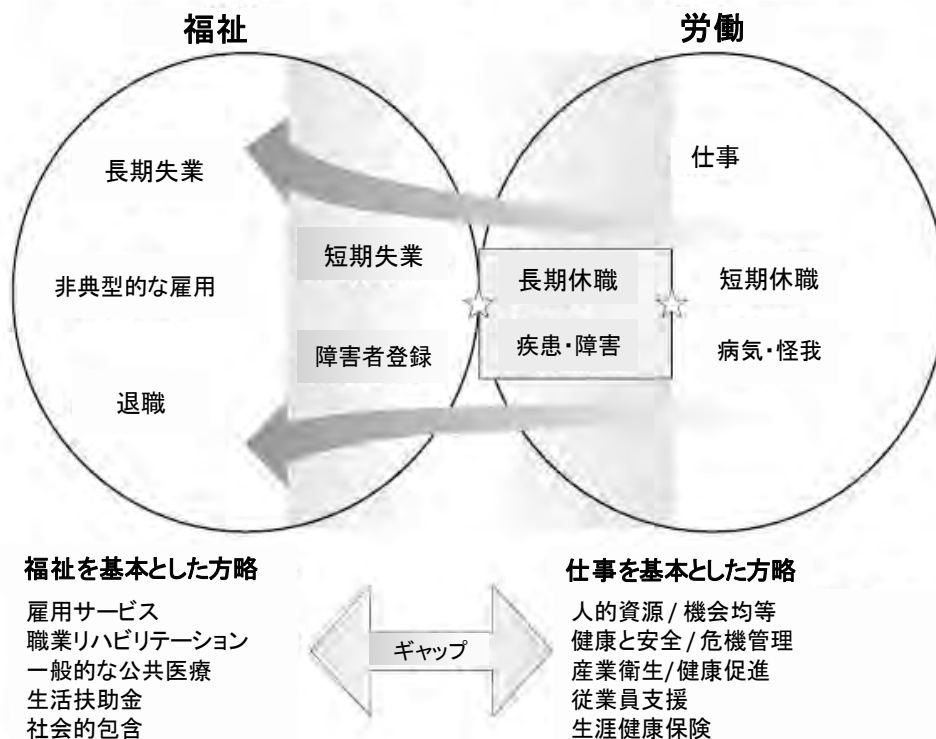 福祉
労働
長期失業
非典型的な雇用
退職
短期失業
障害者登録
長期休職
疾患・障害
仕事
短期休職
病気・怪我
福祉を基本とした方略
雇用サービス
職業リハビリテーション
一般的な公共医療
生活扶助金
社会的包含
ギャップ
仕事を基本とした方略
人的資源 / 機会均等
健康と安全 / 危機管理
産業衛生/ 健康促進
従業員支援
生涯健康保険